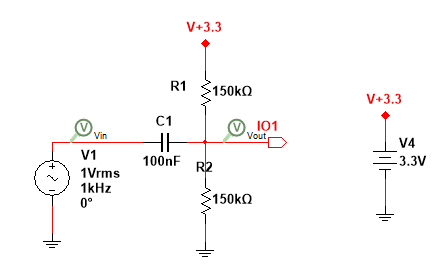 V+3.3
R1
150kΩ
V+3.3
V
Vin
C1
V
Vout
IO1
V1
1Vrms
1kHz
0°
100nF
R2
V4
3.3V
150kΩ